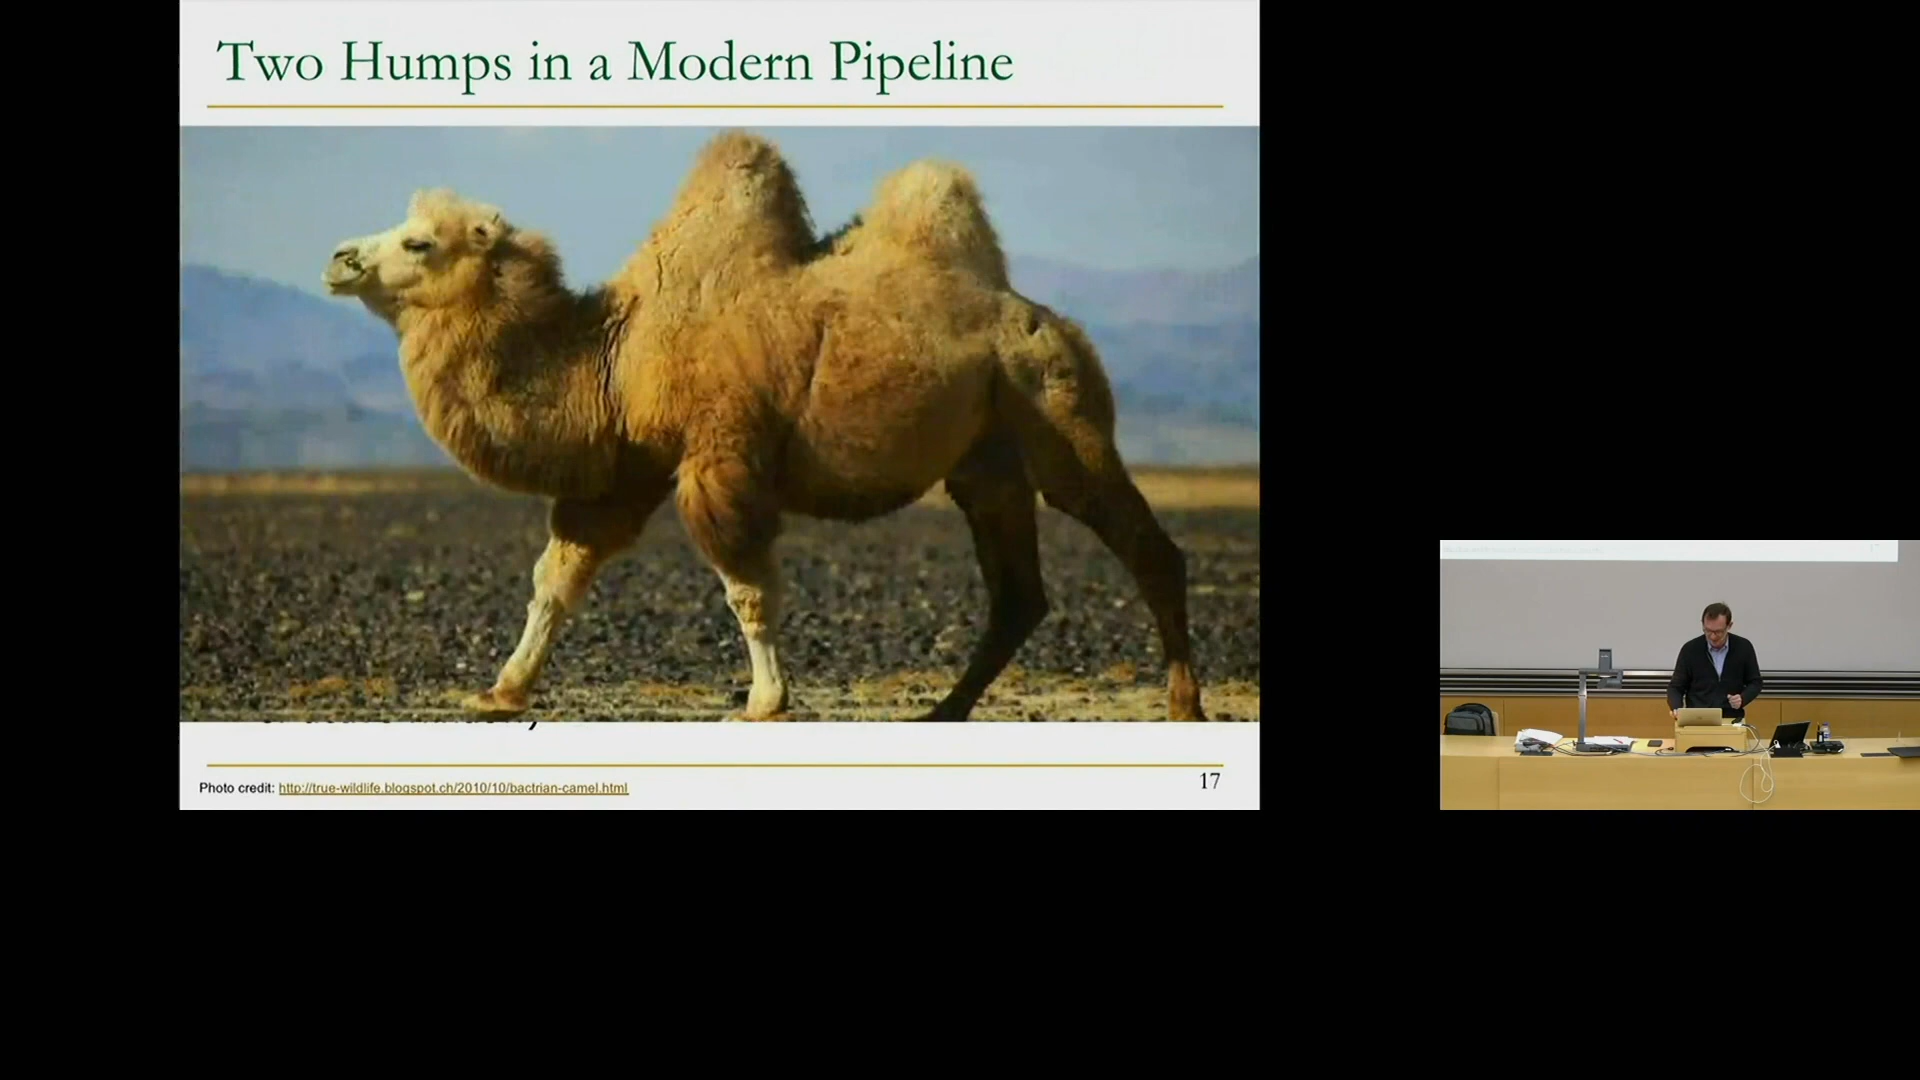 Two Humps in a Modern Pipeline
Photo credit: http://true-wildlife.blogspot.ch/2010/10/bactrian-camel.html
17